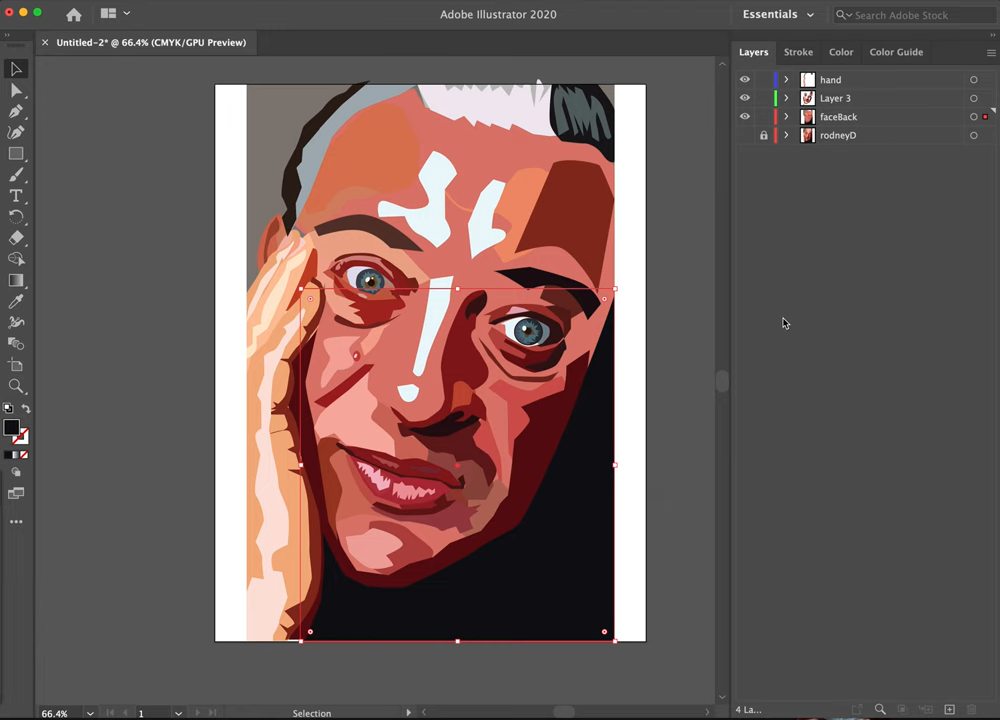 Adobe Illustrator 2020
Essentials
Search Adobe Stock
Untitled-2* @ 66.4% (CMYK/GPU Preview)
Layers
Stroke
Color
Color Guide
hand
Layer 3
faceBack
rodneyD
66.4%
1
Selection
4 La...